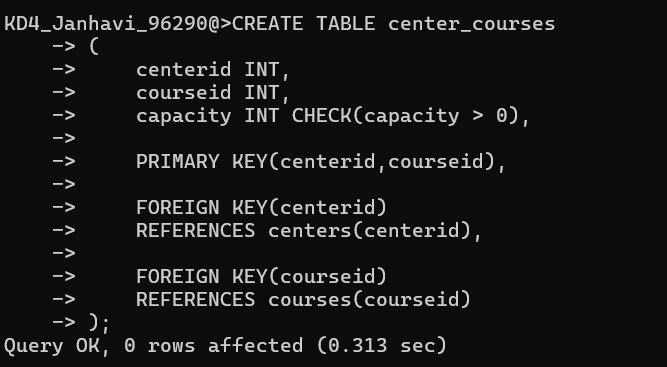 KD4_Janhavi_96290@>CREATE TABLE center_courses
    -> (
    ->     centerid INT,
    ->     courseid INT,
    ->     capacity INT CHECK(capacity > 0),
    ->
    ->     PRIMARY KEY(centerid,courseid),
    ->
    ->     FOREIGN KEY(centerid)
    ->     REFERENCES centers(centerid),
    ->
    ->     FOREIGN KEY(courseid)
    ->     REFERENCES courses(courseid)
    -> );
Query OK, 0 rows affected (0.313 sec)